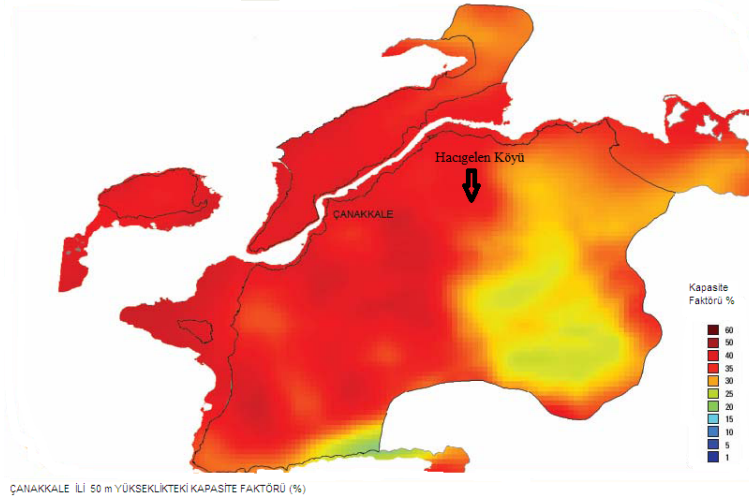 Hacıgelen Köyü
ÇANAKKALE
Kapasite
Faktörü %
60
50
40
35
30
25
20
15
10
5
1
ÇANAKKALE İLİ 50 m YÜKSEKLİKTEKİ KAPASİTE FAKTÖRÜ (%)